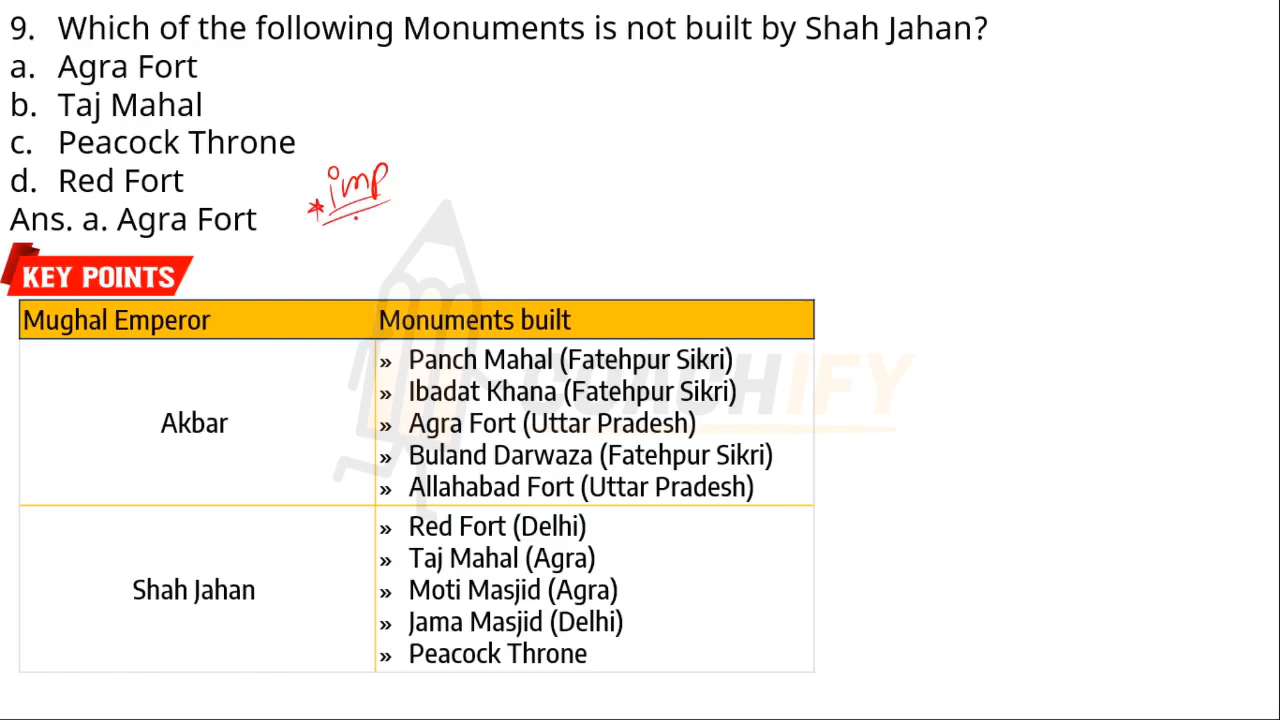 9. Which of the following Monuments is not built by Shah Jahan?
a. Agra Fort
b. Taj Mahal
c. Peacock Throne
d. Red Fort
* imp
Ans. a. Agra Fort
KEY POINTS
Mughal Emperor Monuments built
Akbar
» Panch Mahal (Fatehpur Sikri)
» Ibadat Khana (Fatehpur Sikri)
» Agra Fort (Uttar Pradesh)
» Buland Darwaza (Fatehpur Sikri)
» Allahabad Fort (Uttar Pradesh)
Shah Jahan
» Red Fort (Delhi)
» Taj Mahal (Agra)
» Moti Masjid (Agra)
» Jama Masjid (Delhi)
» Peacock Throne
COACHIFY